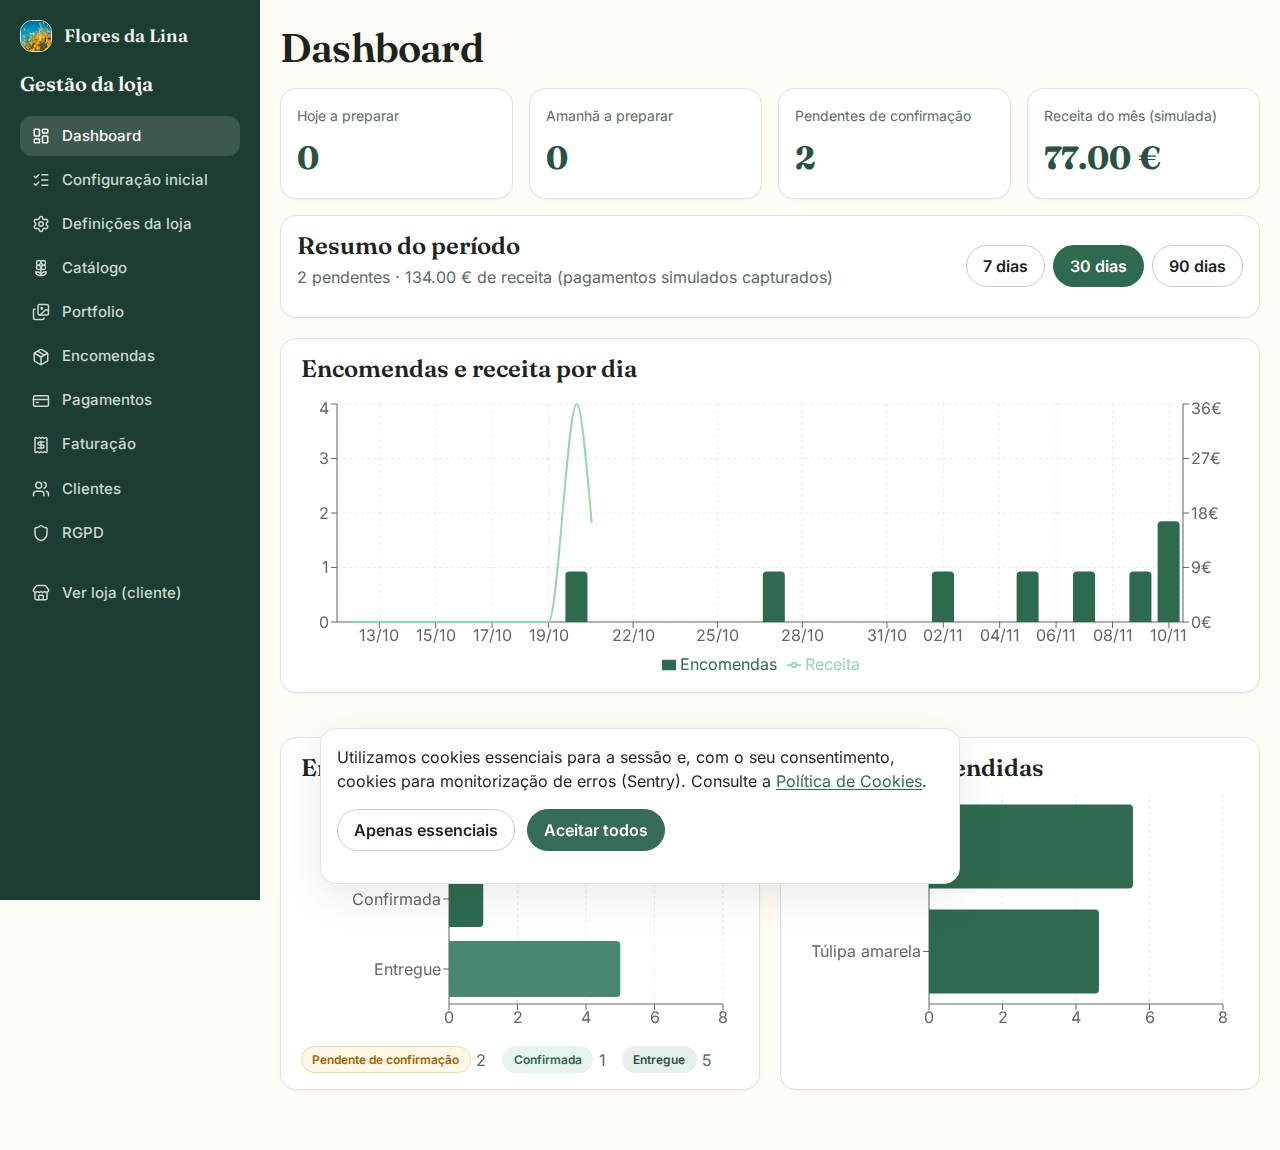 Flores da Lina
Gestão da loja
Dashboard
Configuração inicial
Definições da loja
Catálogo
Portfolio
Encomendas
Pagamentos
Faturação
Clientes
RGPD
Ver loja (cliente)
Dashboard
Hoje a preparar
0
Amanhã a preparar
0
Pendentes de confirmação
2
Receita do mês (simulada)
77.00 €
Resumo do período
2 pendentes · 134.00 € de receita (pagamentos simulados capturados)
7 dias
30 dias
90 dias
Encomendas e receita por dia
4 36€
3 27€
2 18€
1 9€
0 0€
13/10 15/10 17/10 19/10 22/10 25/10 28/10 31/10 02/11 04/11 06/11 08/11 10/11
Encomendas Receita
Utilizamos cookies essenciais para a sessão e, com o seu consentimento,
cookies para monitorização de erros (Sentry). Consulte a Política de Cookies.
Apenas essenciais
Aceitar todos
Confirmada
Entregue
0 2 4 6 8
Pendente de confirmação 2 Confirmada 1 Entregue 5
Túlipa amarela
0 2 4 6 8